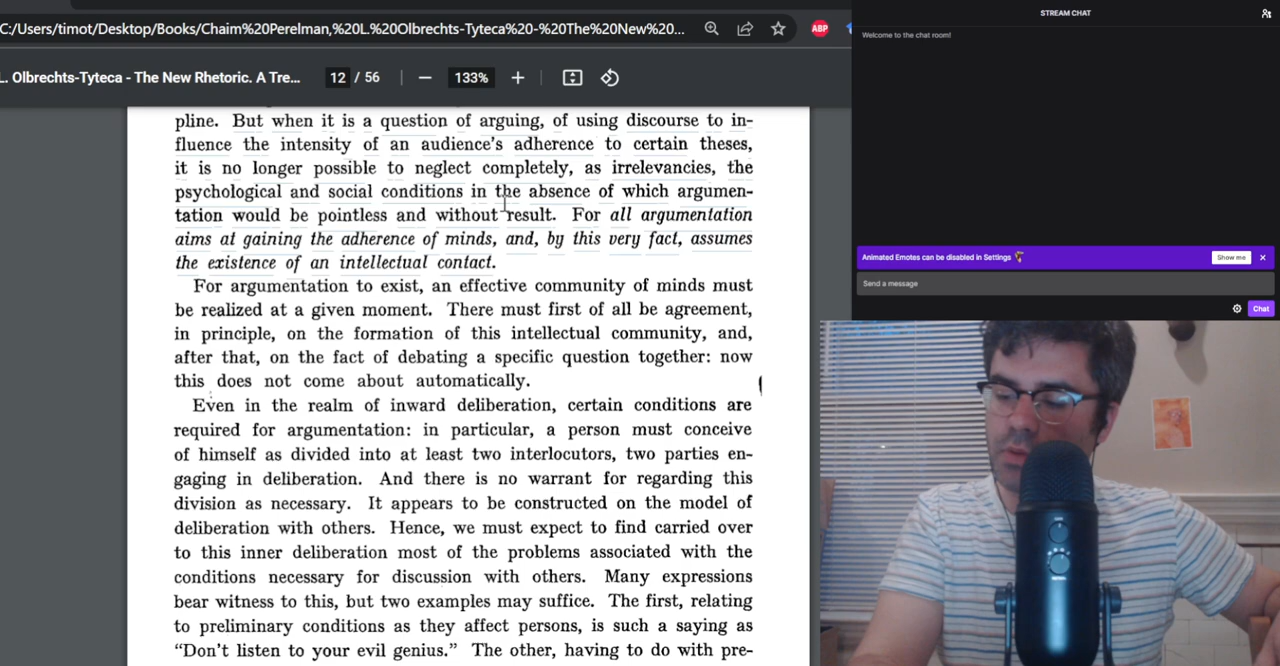 C:/Users/timot/Desktop/Books/Chaim%20Perelman,%20L.%20Olbrechts-Tyteca%20-%20The%20New%20...
ABP
L. Olbrechts-Tyteca - The New Rhetoric. A Tre...
12 / 56
133%
pline. But when it is a question of arguing, of using discourse to in-
fluence the intensity of an audience's adherence to certain theses,
it is no longer possible to neglect completely, as irrelevancies, the
psychological and social conditions in the absence of which argumen-
tation would be pointless and without result. For all argumentation
aims at gaining the adherence of minds, and, by this very fact, assumes
the existence of an intellectual contact.
For argumentation to exist, an effective community of minds must
be realized at a given moment. There must first of all be agreement,
in principle, on the formation of this intellectual community, and,
after that, on the fact of debating a specific question together: now
this does not come about automatically.
Even in the realm of inward deliberation, certain conditions are
required for argumentation: in particular, a person must conceive
of himself as divided into at least two interlocutors, two parties en-
gaging in deliberation. And there is no warrant for regarding this
division as necessary. It appears to be constructed on the model of
deliberation with others. Hence, we must expect to find carried over
to this inner deliberation most of the problems associated with the
conditions necessary for discussion with others. Many expressions
bear witness to this, but two examples may suffice. The first, relating
to preliminary conditions as they affect persons, is such a saying as
"Don't listen to your evil genius." The other, having to do with pre-
STREAM CHAT
Welcome to the chat room!
Animated Emotes can be disabled in Settings
Show me
Send a message
Chat